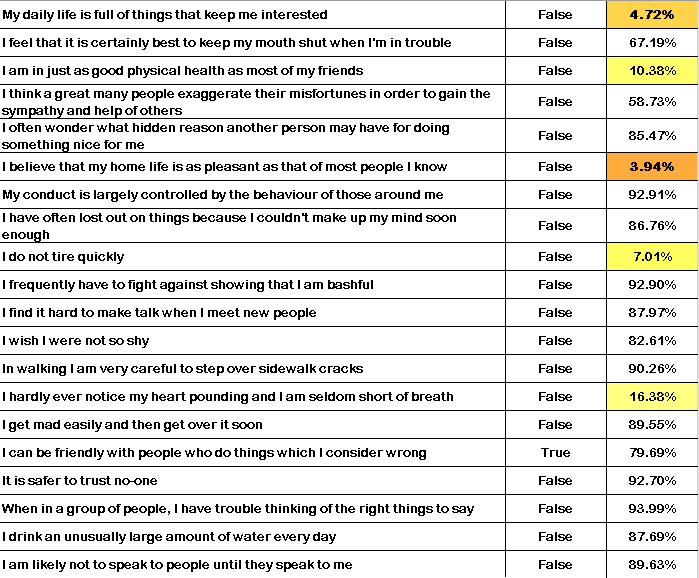 My daily life is full of things that keep me interested False 4.72%
I feel that it is certainly best to keep my mouth shut when I'm in trouble False 67.19%
I am in just as good physical health as most of my friends False 10.38%
I think a great many people exaggerate their misfortunes in order to gain the
sympathy and help of others False 58.73%
I often wonder what hidden reason another person may have for doing
something nice for me False 85.47%
I believe that my home life is as pleasant as that of most people I know False 3.94%
My conduct is largely controlled by the behaviour of those around me False 92.91%
I have often lost out on things because I couldn't make up my mind soon
enough False 86.76%
I do not tire quickly False 7.01%
I frequently have to fight against showing that I am bashful False 92.90%
I find it hard to make talk when I meet new people False 87.97%
I wish I were not so shy False 82.61%
In walking I am very careful to step over sidewalk cracks False 90.26%
I hardly ever notice my heart pounding and I am seldom short of breath False 16.38%
I get mad easily and then get over it soon False 89.55%
I can be friendly with people who do things which I consider wrong True 79.69%
It is safer to trust no-one False 92.70%
When in a group of people, I have trouble thinking of the right things to say False 93.99%
I drink an unusually large amount of water every day False 87.69%
I am likely not to speak to people until they speak to me False 89.63%